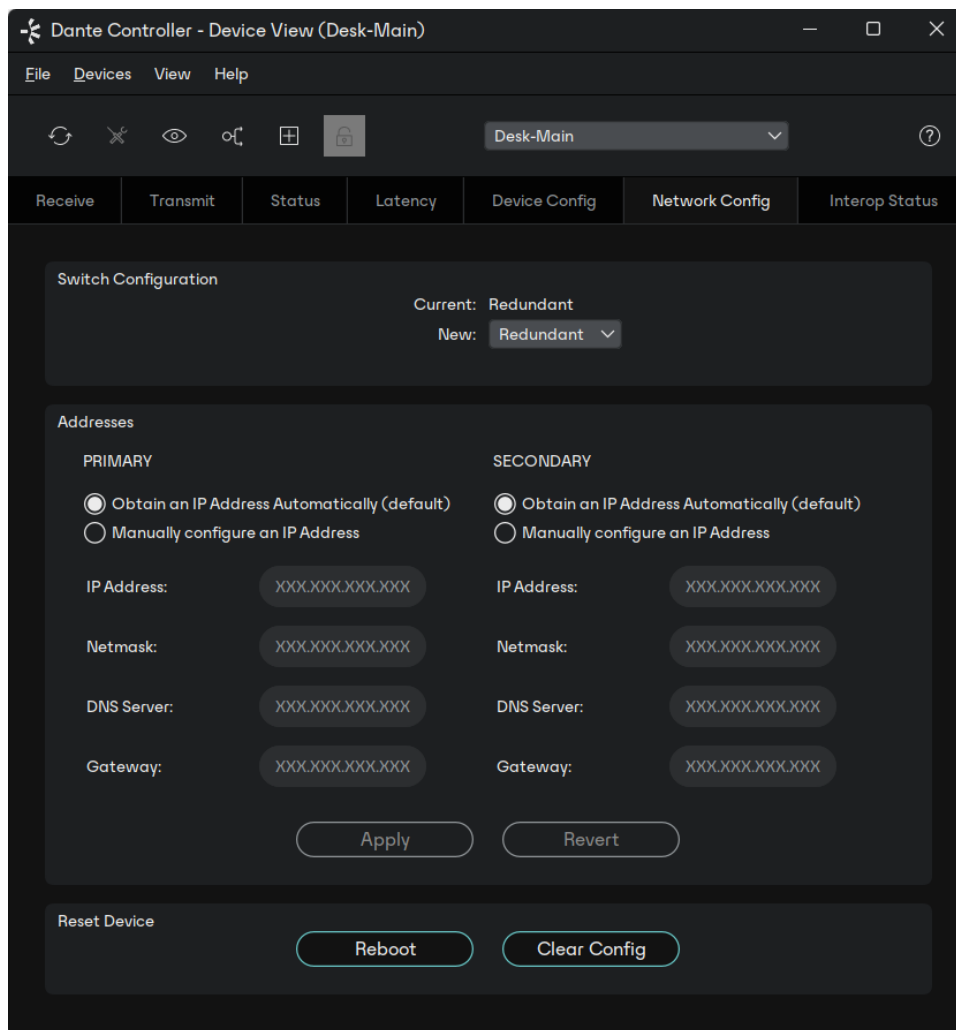 Dante Controller - Device View (Desk-Main)
File Devices View Help
Desk-Main
Receive Transmit Status Latency Device Config Network Config Interop Status
Switch Configuration
Current: Redundant
New: Redundant
Addresses
PRIMARY SECONDARY
Obtain an IP Address Automatically (default) Obtain an IP Address Automatically (default)
Manually configure an IP Address Manually configure an IP Address
IP Address: XXX.XXX.XXX.XXX IP Address: XXX.XXX.XXX.XXX
Netmask: XXX.XXX.XXX.XXX Netmask: XXX.XXX.XXX.XXX
DNS Server: XXX.XXX.XXX.XXX DNS Server: XXX.XXX.XXX.XXX
Gateway: XXX.XXX.XXX.XXX Gateway: XXX.XXX.XXX.XXX
Apply Revert
Reset Device
Reboot Clear Config